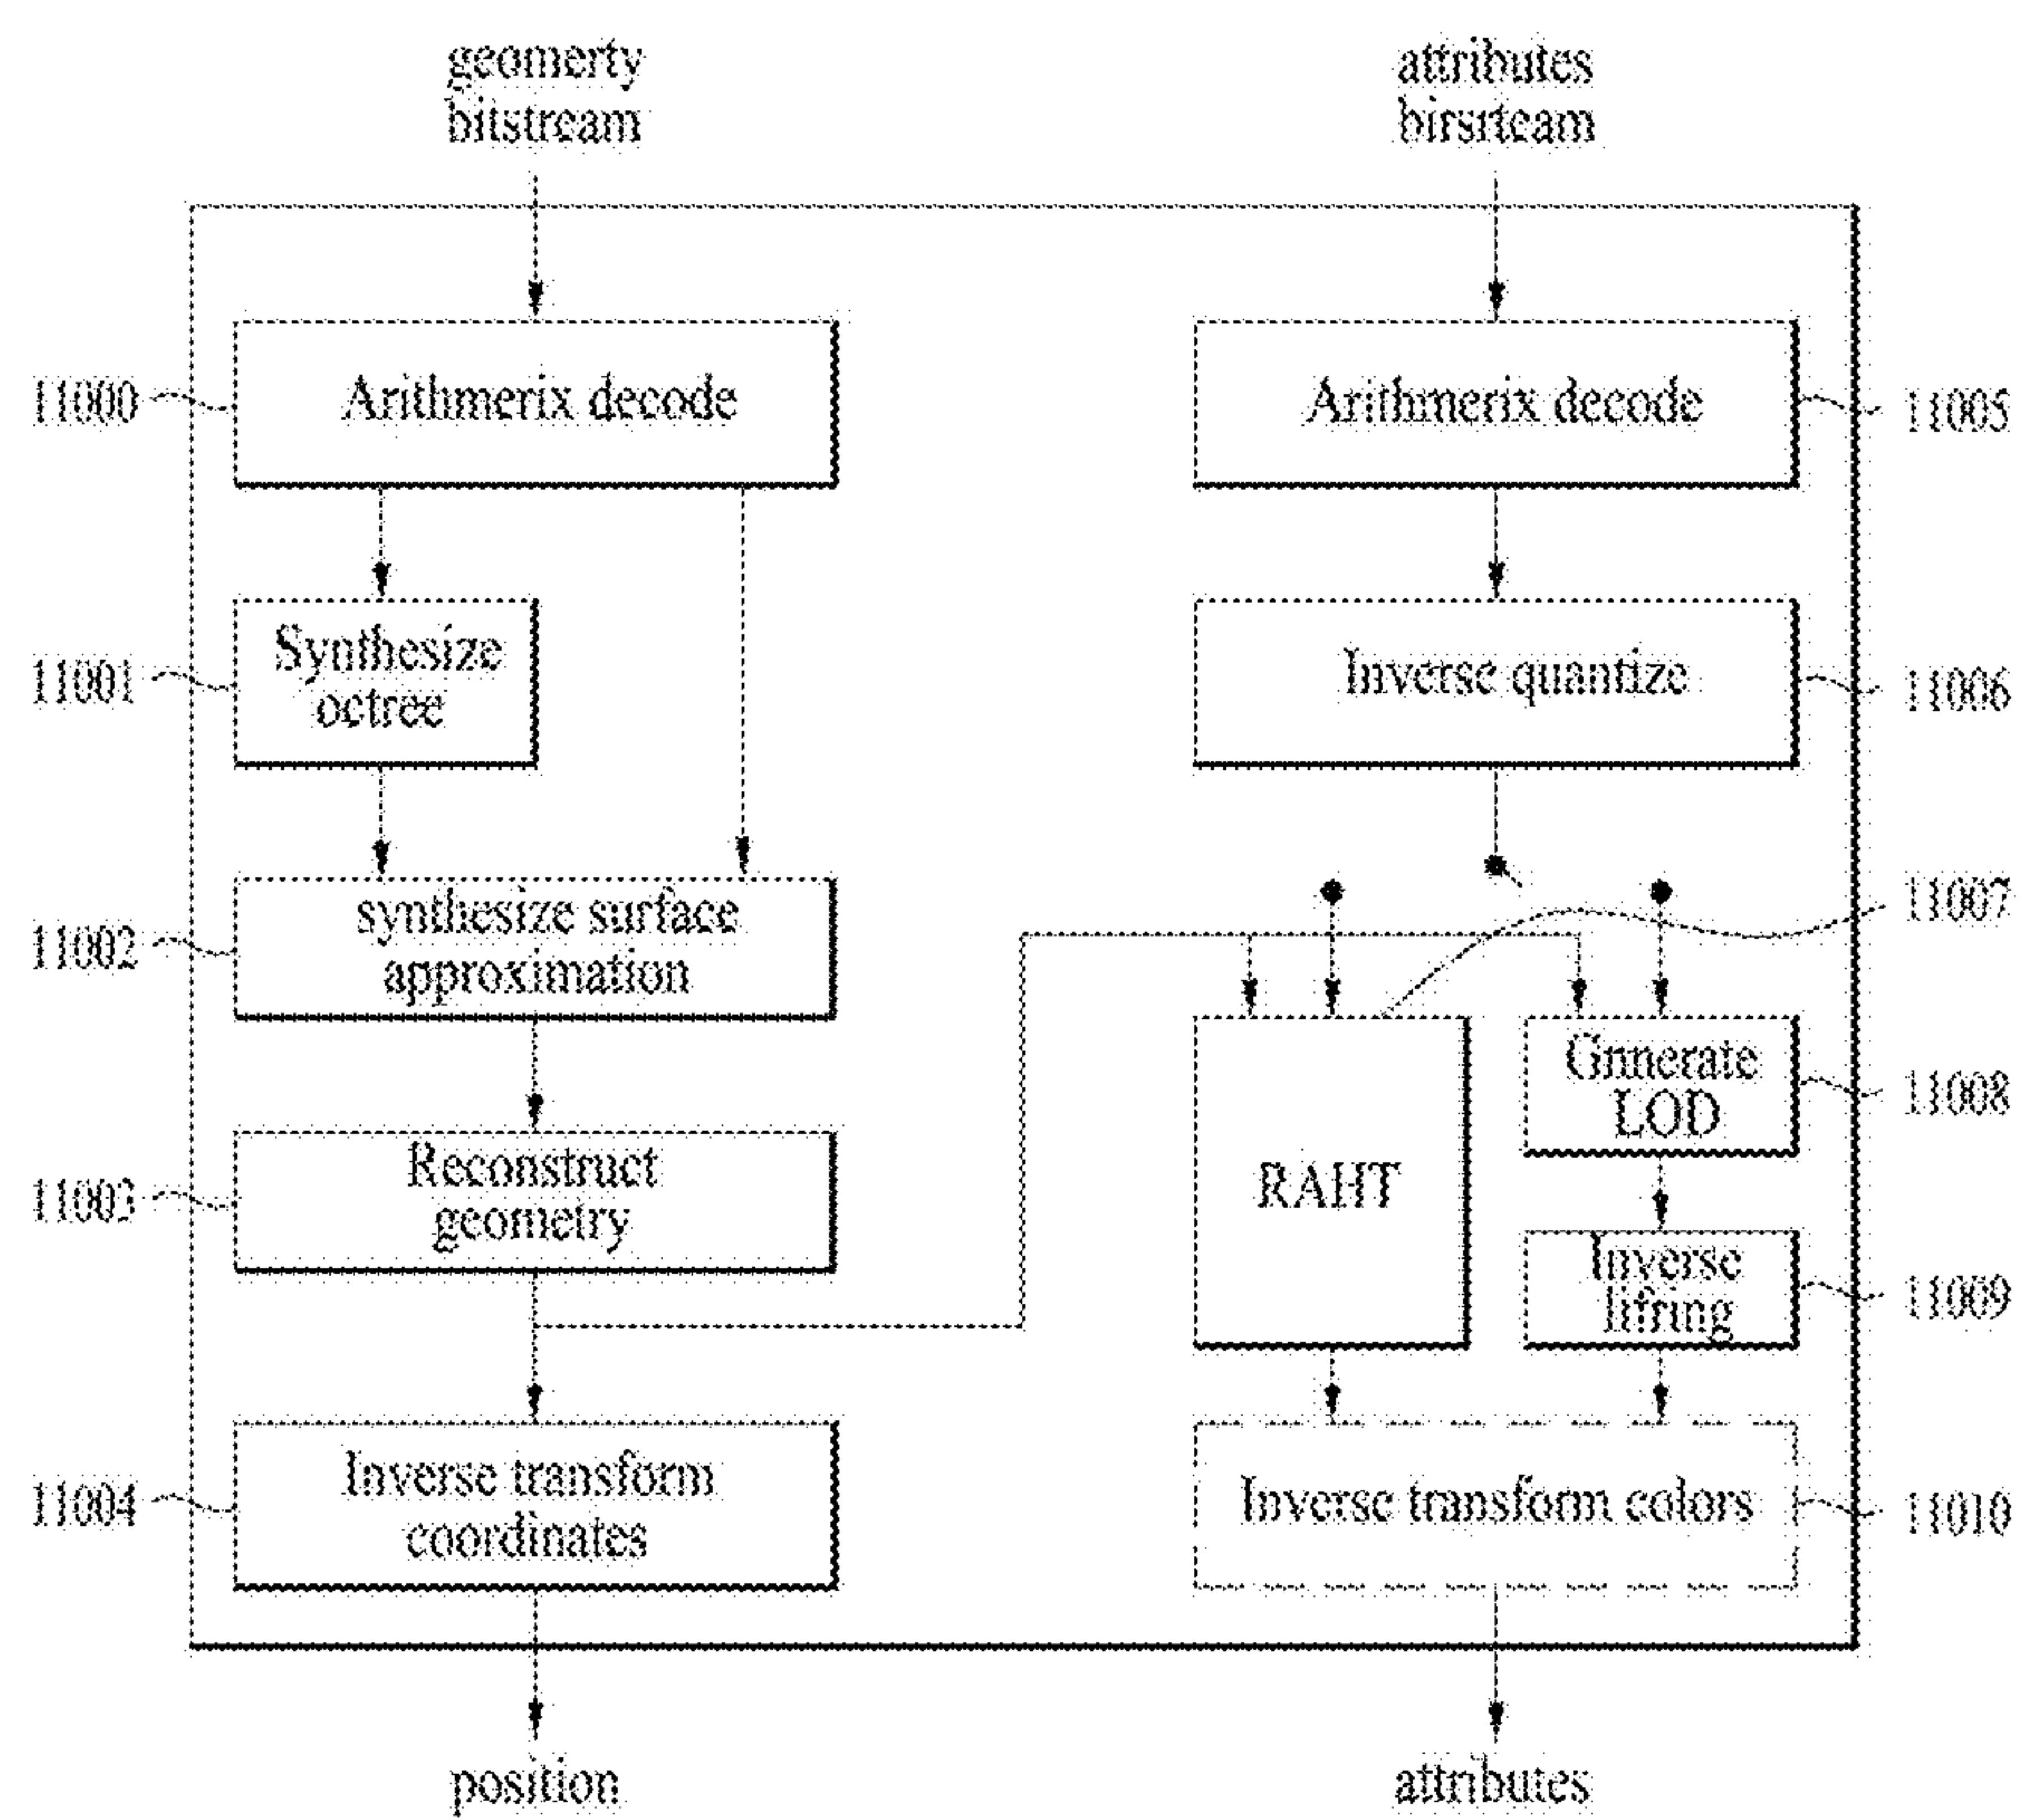 geomerty
bitstream
attributes
birsrteam
11000
Arithmerix decode
Arithmerix decode
11005
11001
Synthesize
octree
Inverse quantize
11006
11002
synthesize surface
approximation
11007
11003
Reconstruct
geometry
RAHT
Gnnerate
LOD
11008
Inverse
lifring
11009
11004
Inverse transform
coordinates
Inverse transform colors
11010
position
attributes